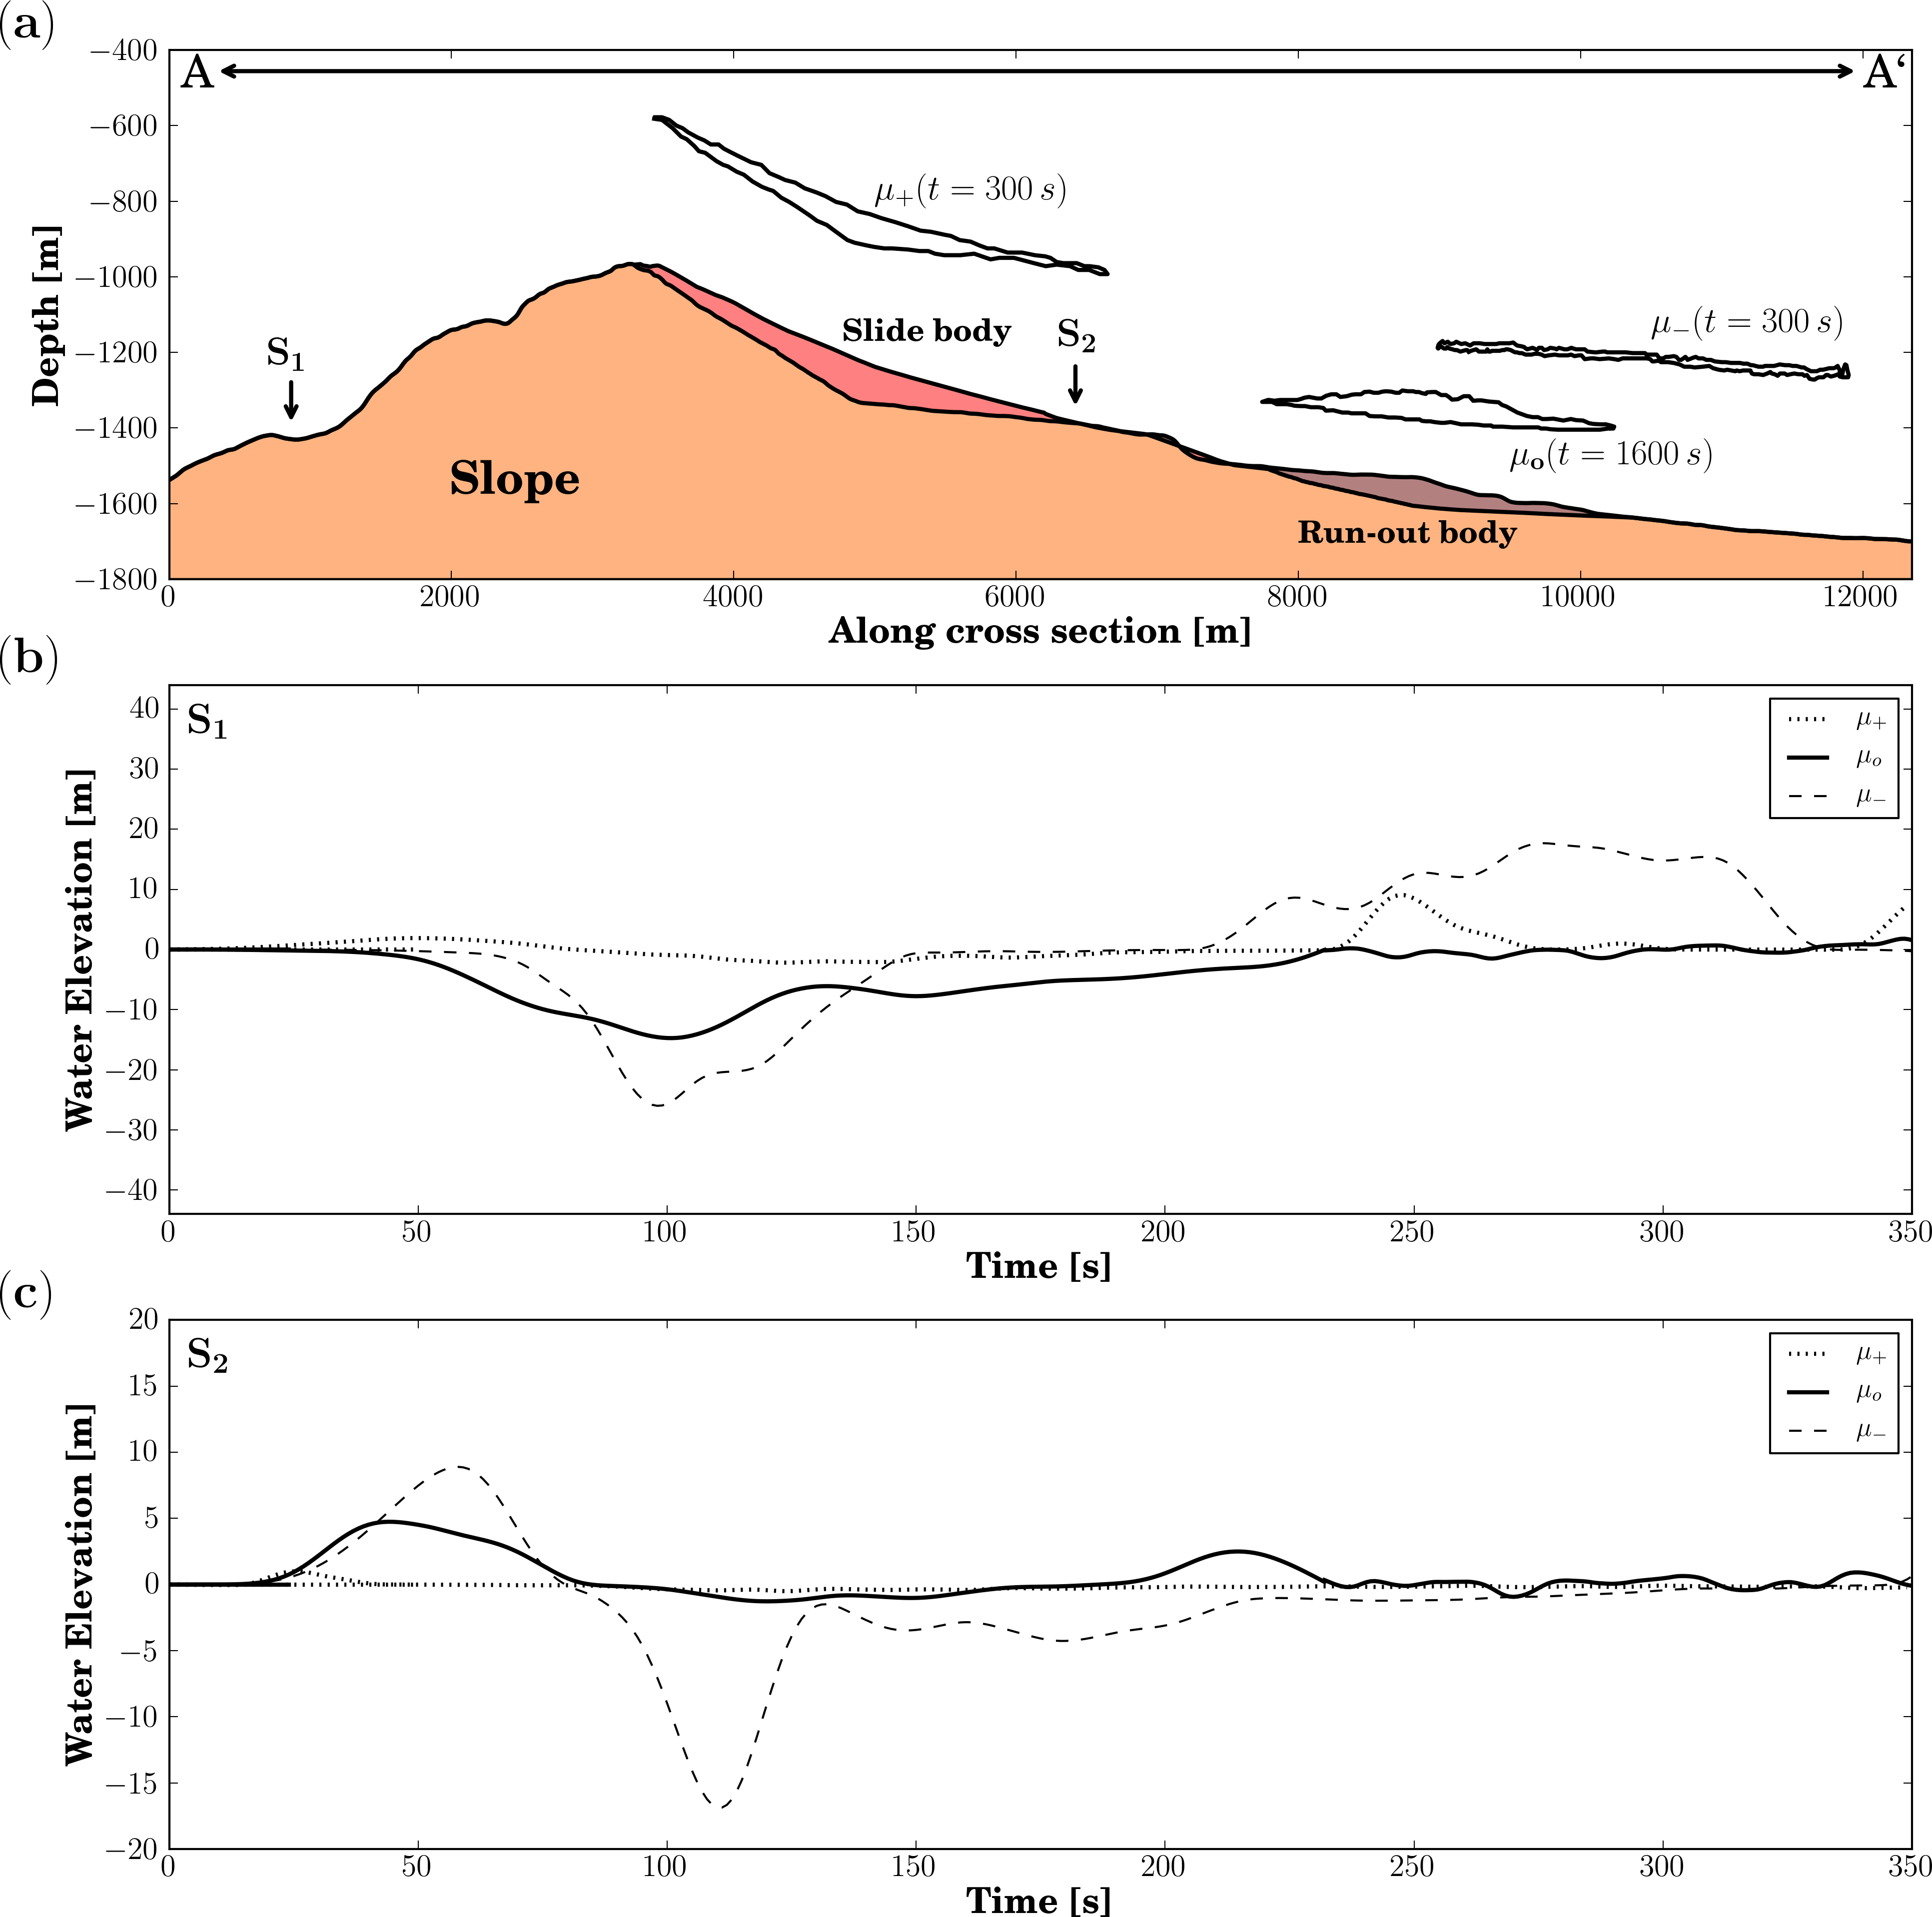 (a)
−400
−600
−800
−1000
−1200
−1400
−1600
−1800
Depth [m]
A A‘
μ₊(t = 300 s)
Slide body
S₁
S₂
μ₋(t = 300 s)
μₒ(t = 1600 s)
Slope
Run-out body
0 2000 4000 6000 8000 10000 12000
Along cross section [m]
(b)
40
30
20
10
0
−10
−20
−30
−40
Water Elevation [m]
S₁
μ₊
μₒ
μ₋
0 50 100 150 200 250 300 350
Time [s]
(c)
20
15
10
5
0
−5
−10
−15
−20
Water Elevation [m]
S₂
μ₊
μₒ
μ₋
0 50 100 150 200 250 300 350
Time [s]